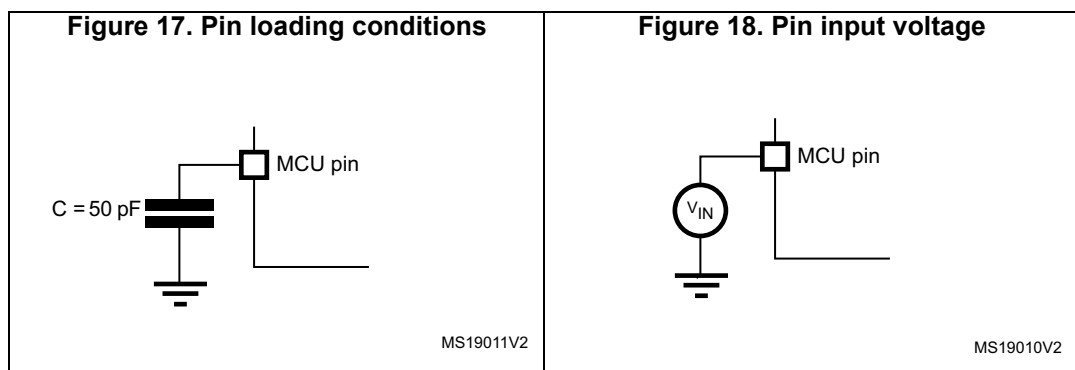 Figure 17. Pin loading conditions
MCU pin
C = 50 pF
MS19011V2
Figure 18. Pin input voltage
MCU pin
VIN
MS19010V2